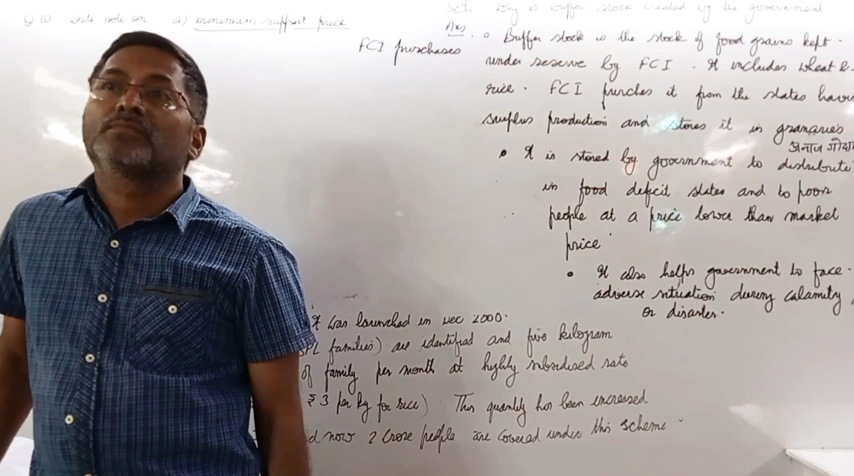 Q 10 note on a) minimum support price
FCI purchases
why is buffer stock created by the government
Ans
• Buffer stock is the stock of food grains kept
under reserve by FCI. It includes wheat &
rice. FCI purches it from the states havin
surplus production and stores it in granaries
अनाज गोदाम
• It is stored by government to distribute
in food deficit states and to poor
people at a price lower than market
price
• It also helps government to face
adverse situation during calamity
or disaster.
It was launched in Dec 2000.
BPL families) are identified and five kilogram
of family per month at highly subsidised rate
₹ 3 per kg for rice). This quantity has been increased
d now 2 Crore people are covered under this scheme